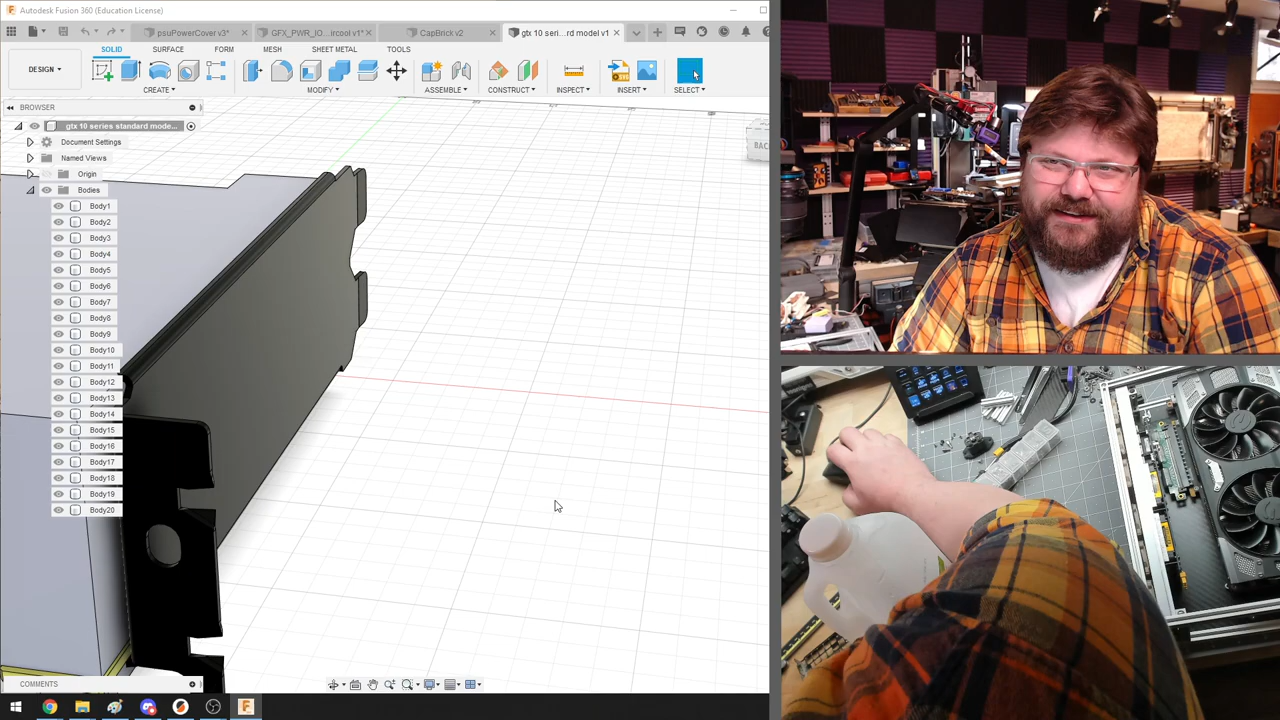 Autodesk Fusion 360 (Education License)
psuPowerCover v3*
GFX_PWR_IO...ircool v1*
CapBrick v2
gtx 10 seri...rd model v1
SOLID
SURFACE
FORM
MESH
SHEET METAL
TOOLS
DESIGN
CREATE
MODIFY
ASSEMBLE
CONSTRUCT
INSPECT
INSERT
SELECT
BROWSER
gtx 10 series standard mode...
Document Settings
Named Views
Origin
Bodies
Body1
Body2
Body3
Body4
Body5
Body6
Body7
Body8
Body9
Body10
Body11
Body12
Body13
Body14
Body15
Body16
Body17
Body18
Body19
Body20
BAC
COMMENTS